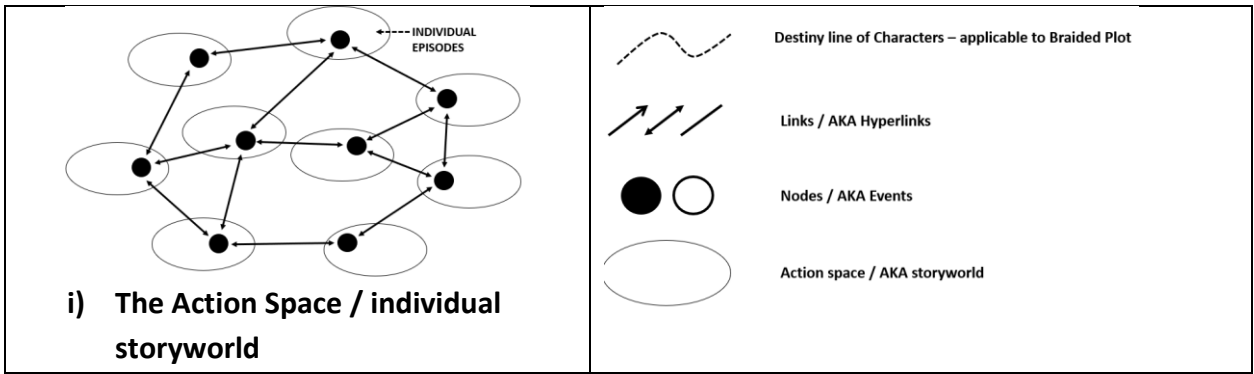 INDIVIDUAL
EPISODES
i) The Action Space / individual
storyworld
Destiny line of Characters – applicable to Braided Plot
Links / AKA Hyperlinks
Nodes / AKA Events
Action space / AKA storyworld